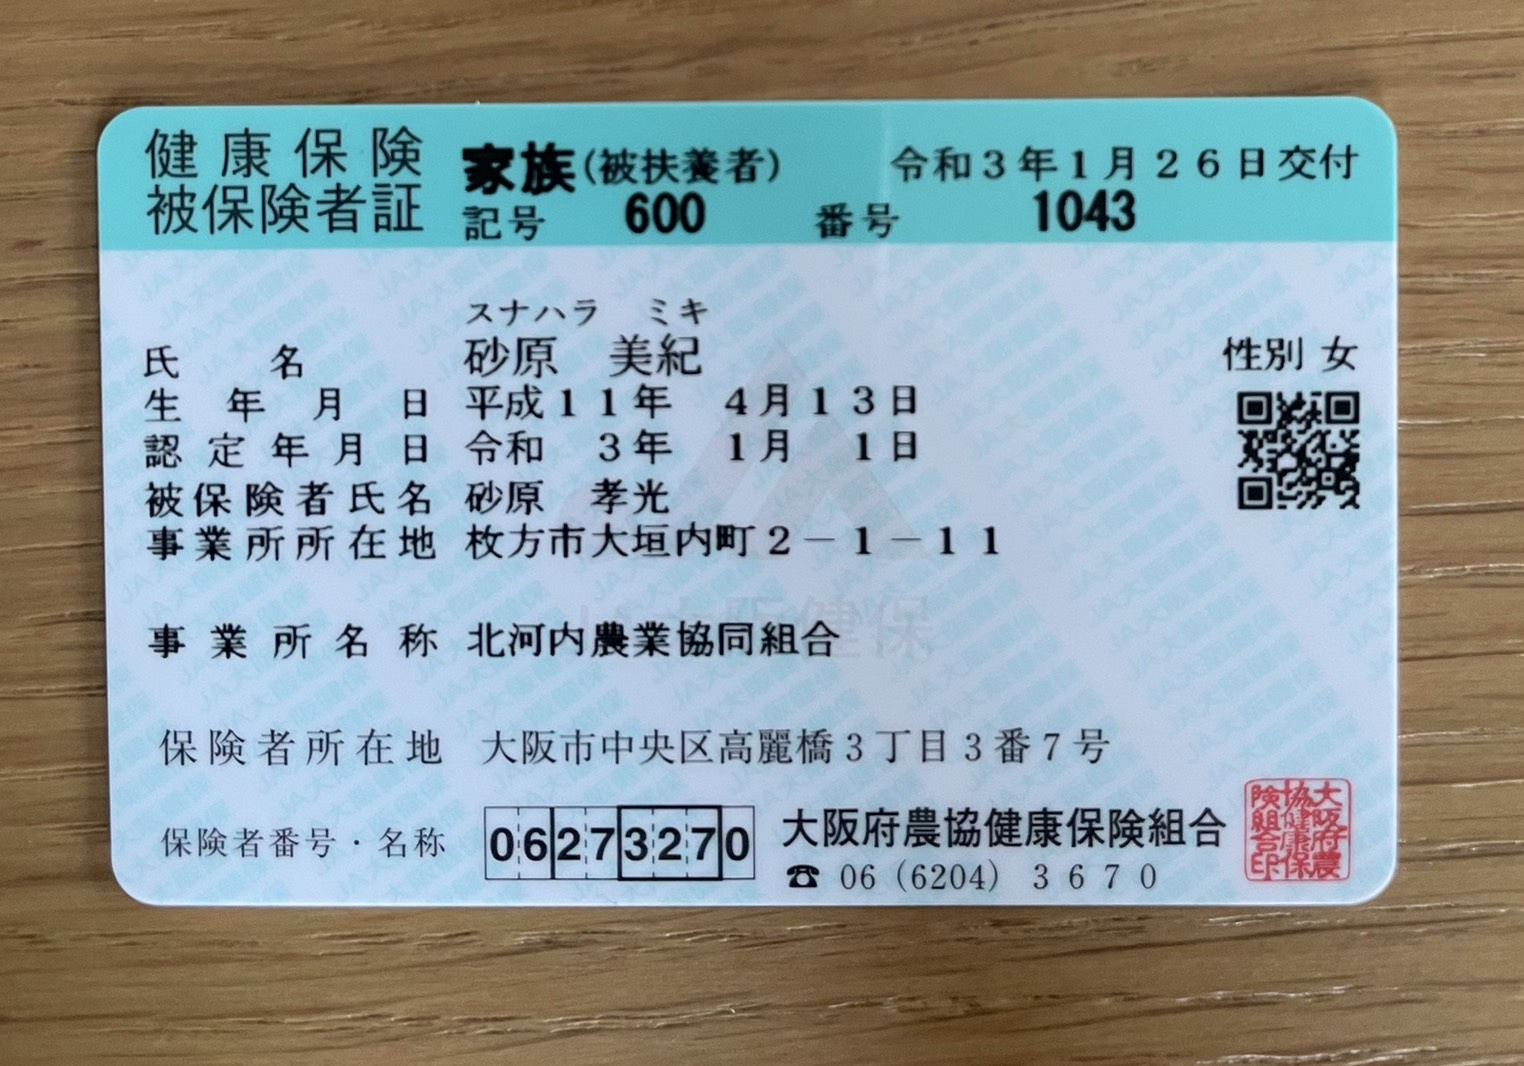 健康保険
被保険者証
家族(被扶養者)
令和3年1月26日交付
記号 600 番号 1043
スナハラ ミキ
氏名 砂原 美紀
性別 女
生年月日 平成11年 4月13日
認定年月日 令和 3年 1月 1日
被保険者氏名 砂原 孝光
事業所所在地 枚方市大垣内町2-1-11
事業所名称 北河内農業協同組合
保険者所在地 大阪市中央区高麗橋3丁目3番7号
保険者番号・名称 06273270 大阪府農協健康保険組合
☎ 06(6204)3670
大阪府農
協健康保
険組合印
JA大阪健保